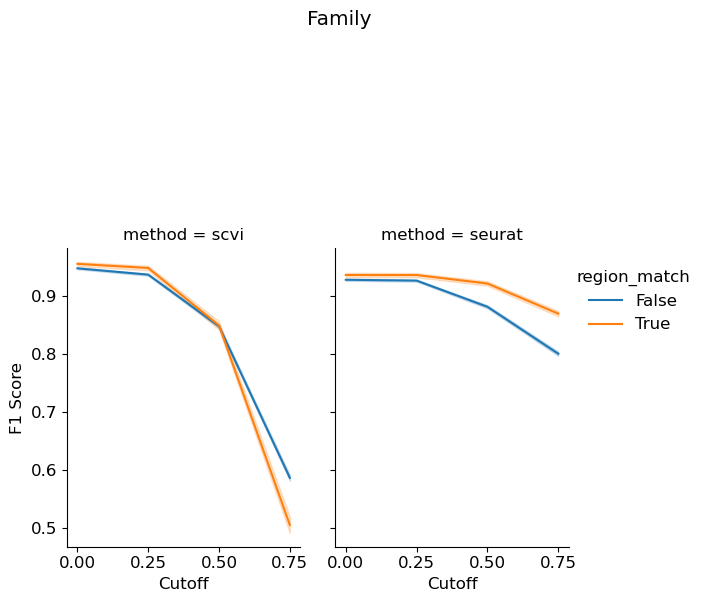 Family
method = scvi
method = seurat
F1 Score
0.9
0.8
0.7
0.6
0.5
0.00 0.25 0.50 0.75
Cutoff
0.00 0.25 0.50 0.75
Cutoff
region_match
False
True